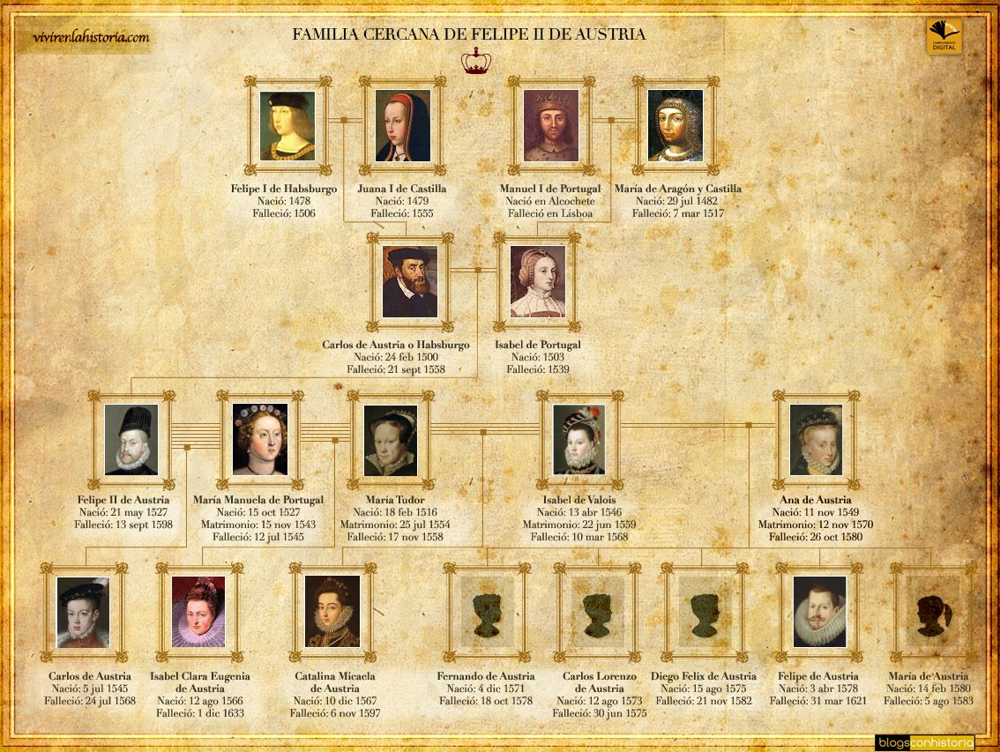 vivirenlahistoria.com
FAMILIA CERCANA DE FELIPE II DE AUSTRIA
COMPLEMENTO
DIGITAL
Felipe I de Habsburgo
Nació: 1478
Falleció: 1506
Juana I de Castilla
Nació: 1479
Falleció: 1555
Manuel I de Portugal
Nació en Alcochete
Falleció en Lisboa
María de Aragón y Castilla
Nació: 29 jul 1482
Falleció: 7 mar 1517
Carlos de Austria o Habsburgo
Nació: 24 feb 1500
Falleció: 21 sept 1558
Isabel de Portugal
Nació: 1503
Falleció: 1539
Felipe II de Austria
Nació: 21 may 1527
Falleció: 13 sept 1598
María Manuela de Portugal
Nació: 15 oct 1527
Matrimonio: 15 nov 1543
Falleció: 12 jul 1545
María Tudor
Nació: 18 feb 1516
Matrimonio: 25 jul 1554
Falleció: 17 nov 1558
Isabel de Valois
Nació: 13 abr 1546
Matrimonio: 22 jun 1559
Falleció: 10 mar 1568
Ana de Austria
Nació: 11 nov 1549
Matrimonio: 12 nov 1570
Falleció: 26 oct 1580
Carlos de Austria
Nació: 5 jul 1545
Falleció: 24 jul 1568
Isabel Clara Eugenia
de Austria
Nació: 12 ago 1566
Falleció: 1 dic 1633
Catalina Micaela
de Austria
Nació: 10 dic 1567
Falleció: 6 nov 1597
Fernando de Austria
Nació: 4 dic 1571
Falleció: 18 oct 1578
Carlos Lorenzo
de Austria
Nació: 12 ago 1573
Falleció: 30 jun 1575
Diego Felix de Austria
Nació: 15 ago 1575
Falleció: 21 nov 1582
Felipe de Austria
Nació: 3 abr 1578
Falleció: 31 mar 1621
María de Austria
Nació: 14 feb 1580
Falleció: 5 ago 1583
blogsconhistoria